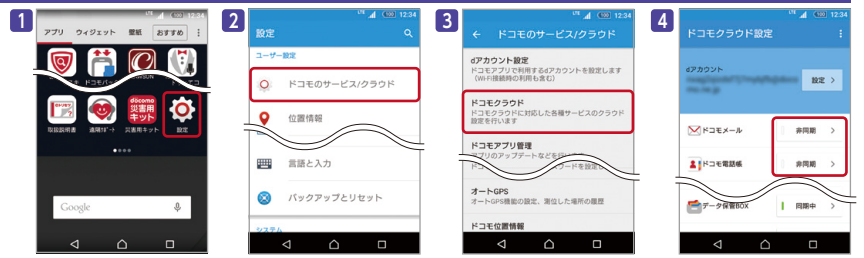 1
LTE 100 12:34
アプリ ウィジェット 壁紙 おすすめ
取扱説明書 遠隔ｻﾎﾟｰﾄ 災害用キット 設定
docomo
災害用
キット
Google
2
LTE 100 12:34
設定
ユーザー設定
ドコモのサービス/クラウド
位置情報
言語と入力
バックアップとリセット
システム
3
LTE 100 12:34
ドコモのサービス/クラウド
dアカウント設定
ドコモアプリで利用するdアカウントを設定します
（Wi-Fi接続時の利用も含む）
ドコモクラウド
ドコモクラウドに対応した各種サービスのクラウド
設定を行います
ドコモアプリ管理
オートGPS
オートGPS機能の設定、測位した場所の履歴
ドコモ位置情報
4
LTE 100 12:34
ドコモクラウド設定
dアカウント
設定
ドコモメール 非同期
ドコモ電話帳 非同期
データ保管BOX 同期中